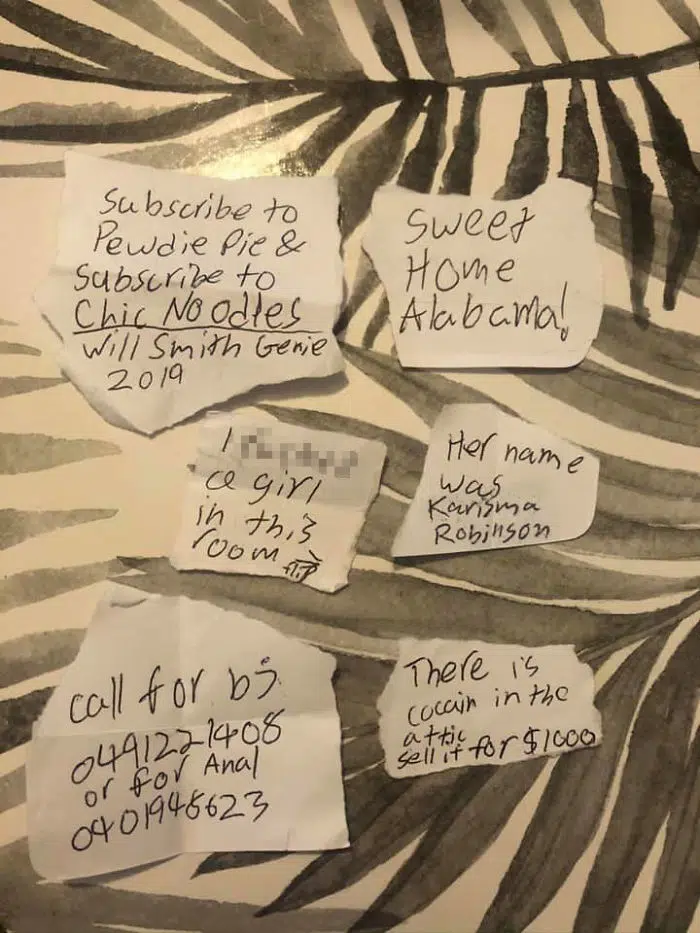 Subscribe to
Pewdie Pie &
Subscribe to
Chic Noodles
Will Smith Genie
2019
Sweet
Home
Alabama!
I
a girl
in this
room
Her name
was
Karisma
Robinson
call for bj
0491221408
or for Anal
0401946623
There is
cocain in the
attic
sell it for $1000